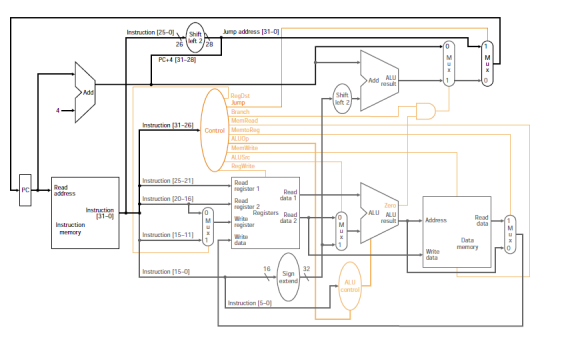 Instruction [25–0]
Shift
left 2
Jump address [31–0]
26
28
PC+4 [31–28]
0
M
u
x
1
1
M
u
x
0
Add
ALU
result
Add
4
Shift
left 2
RegDst
Jump
Branch
MemRead
MemtoReg
ALUOp
MemWrite
ALUSrc
RegWrite
Instruction [31–26]
Control
PC
Read
address
Instruction
[31–0]
Instruction
memory
Instruction [25–21]
Instruction [20–16]
Instruction [15–11]
0
M
u
x
1
Read
register 1
Read
register 2
Write
register
Write
data
Registers
Read
data 1
Read
data 2
0
M
u
x
1
Zero
ALU
ALU
result
Address
Write
data
Read
data
Data
memory
1
M
u
x
0
Instruction [15–0]
16
Sign
extend
32
ALU
control
Instruction [5–0]